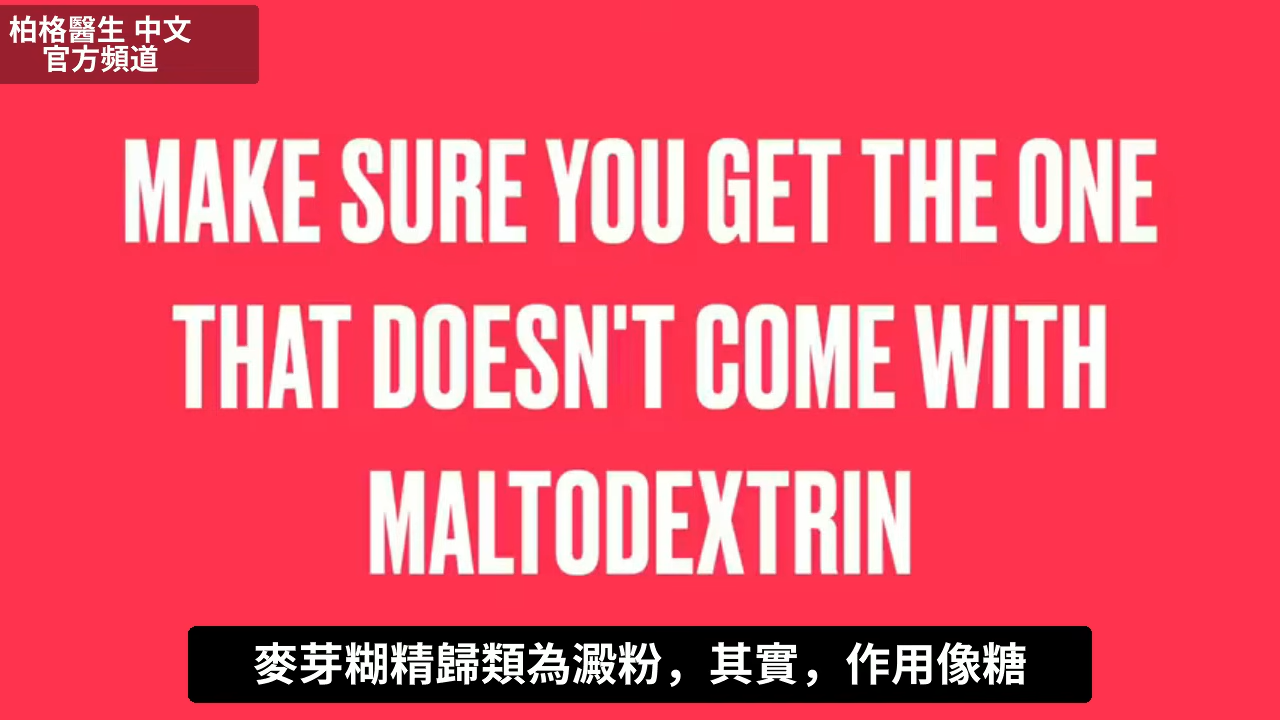 柏格醫生 中文
官方頻道
MAKE SURE YOU GET THE ONE
THAT DOESN'T COME WITH
MALTODEXTRIN
麥芽糊精歸類為澱粉，其實，作用像糖